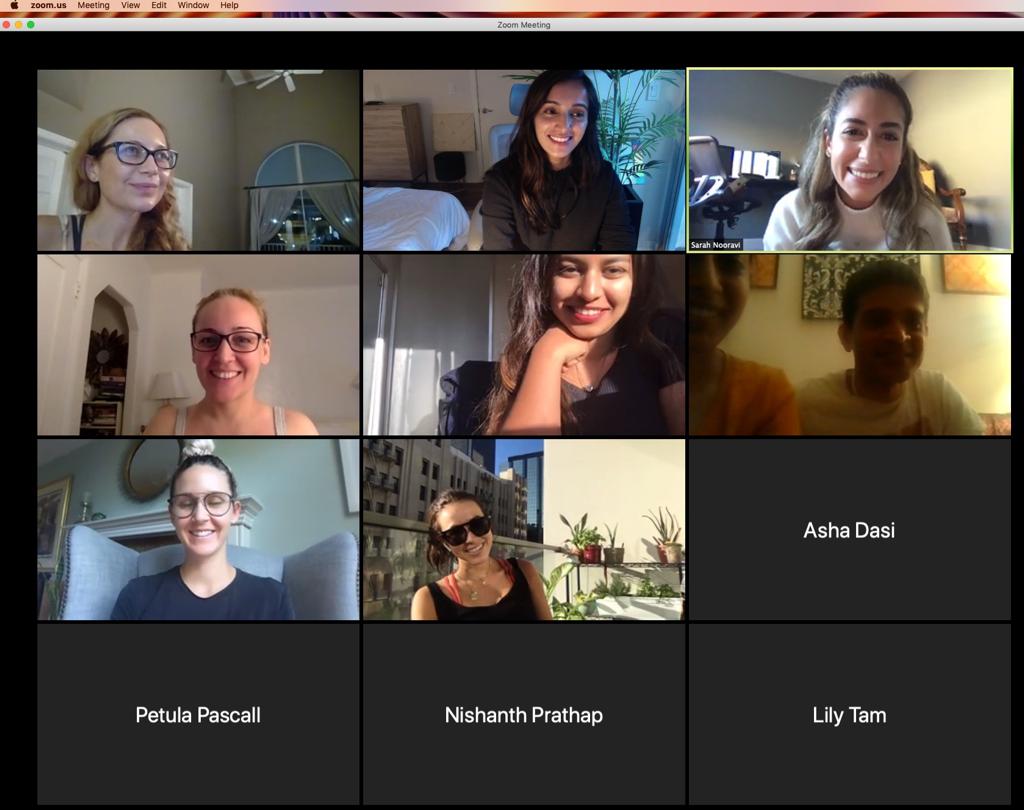 zoom.us Meeting View Edit Window Help
Zoom Meeting
Sarah Nooravi
Asha Dasi
Petula Pascall
Nishanth Prathap
Lily Tam